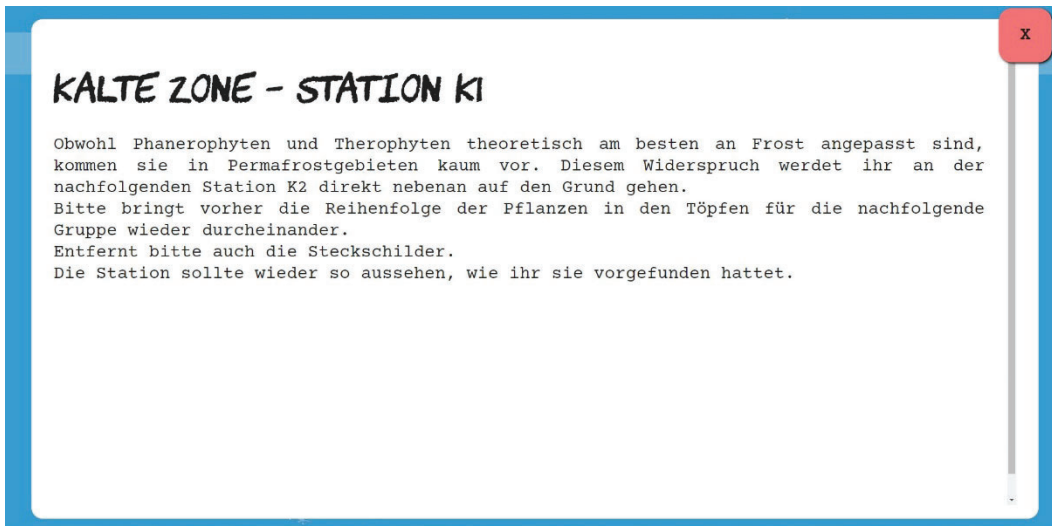 X
KALTE ZONE - STATION K1
Obwohl Phanerophyten und Therophyten theoretisch am besten an Frost angepasst sind,
kommen sie in Permafrostgebieten kaum vor. Diesem Widerspruch werdet ihr an der
nachfolgenden Station K2 direkt nebenan auf den Grund gehen.
Bitte bringt vorher die Reihenfolge der Pflanzen in den Töpfen für die nachfolgende
Gruppe wieder durcheinander.
Entfernt bitte auch die Steckschilder.
Die Station sollte wieder so aussehen, wie ihr sie vorgefunden hattet.